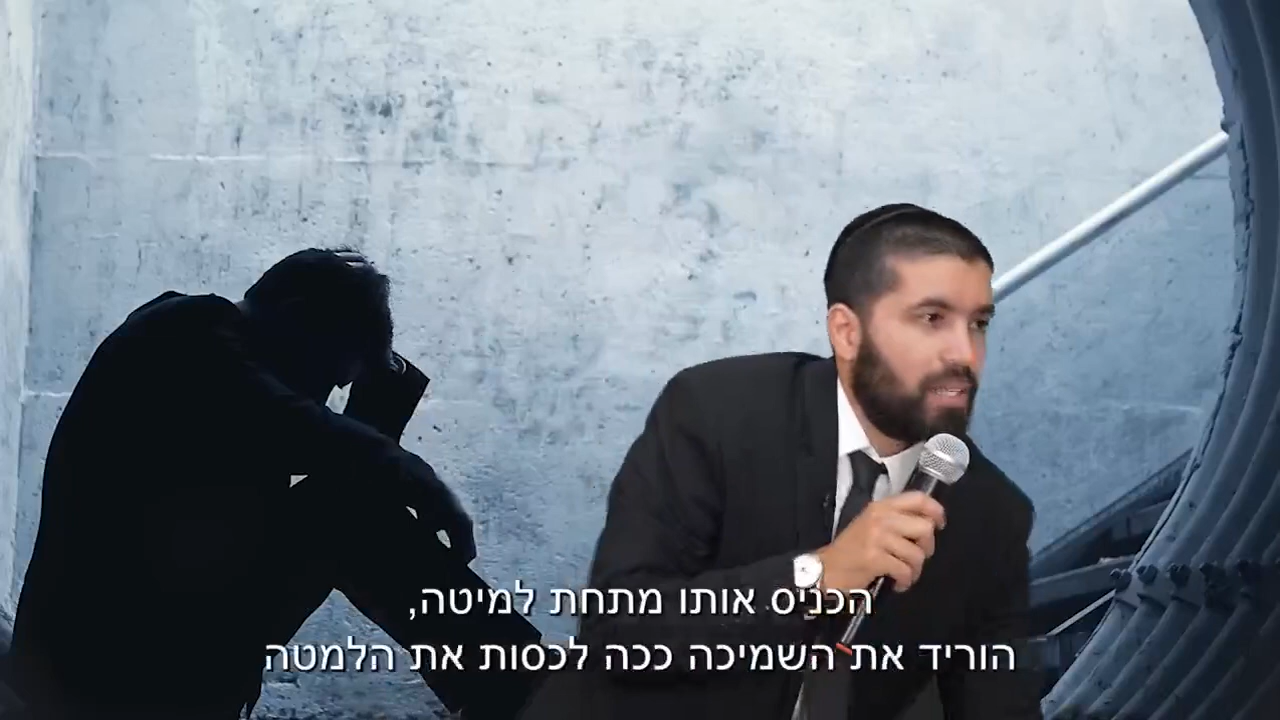 הכניס אותו מתחת למיטה,
הוריד את השמיכה ככה לכסות את הלמטה